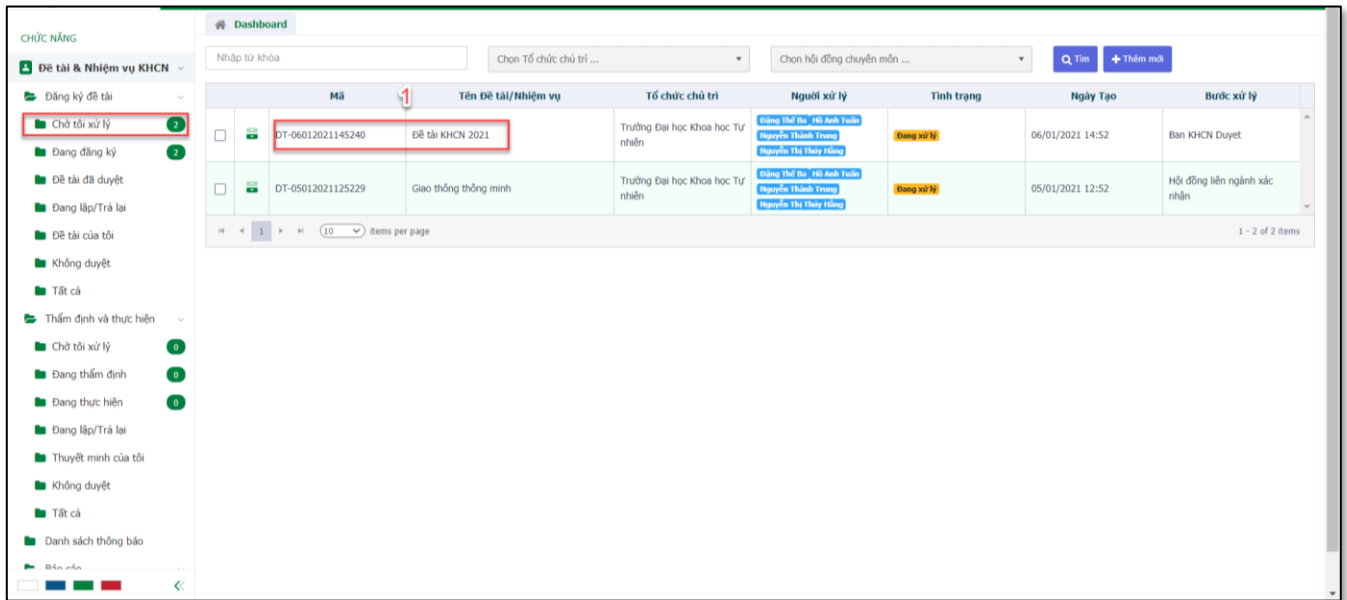 CHỨC NĂNG
Đề tài & Nhiệm vụ KHCN
Đăng ký đề tài
Chờ tôi xử lý 2
Đang đăng ký 2
Đề tài đã duyệt
Đang lập/Trả lại
Đề tài của tôi
Không duyệt
Tất cả
Thẩm định và thực hiện
Chờ tôi xử lý 0
Đang thẩm định 0
Đang thực hiện 0
Đang lập/Trả lại
Thuyết minh của tôi
Không duyệt
Tất cả
Danh sách thông báo
Báo cáo
Dashboard
Nhập từ khóa Chọn Tổ chức chủ trì ... Chọn hội đồng chuyên môn ... Tìm Thêm mới
Mã 1 Tên Đề tài/Nhiệm vụ Tổ chức chủ trì Người xử lý Tình trạng Ngày Tạo Bước xử lý
DT-06012021145240 Đề tài KHCN 2021 Trường Đại học Khoa học Tự nhiên Đặng Thế Ba Hồ Anh Tuấn Nguyễn Thành Trung Nguyễn Thị Thúy Hằng Đang xử lý 06/01/2021 14:52 Ban KHCN Duyet
DT-05012021125229 Giao thông thông minh Trường Đại học Khoa học Tự nhiên Đặng Thế Ba Hồ Anh Tuấn Nguyễn Thành Trung Nguyễn Thị Thúy Hằng Đang xử lý 05/01/2021 12:52 Hội đồng liên ngành xác nhận
1 10 items per page 1 - 2 of 2 items